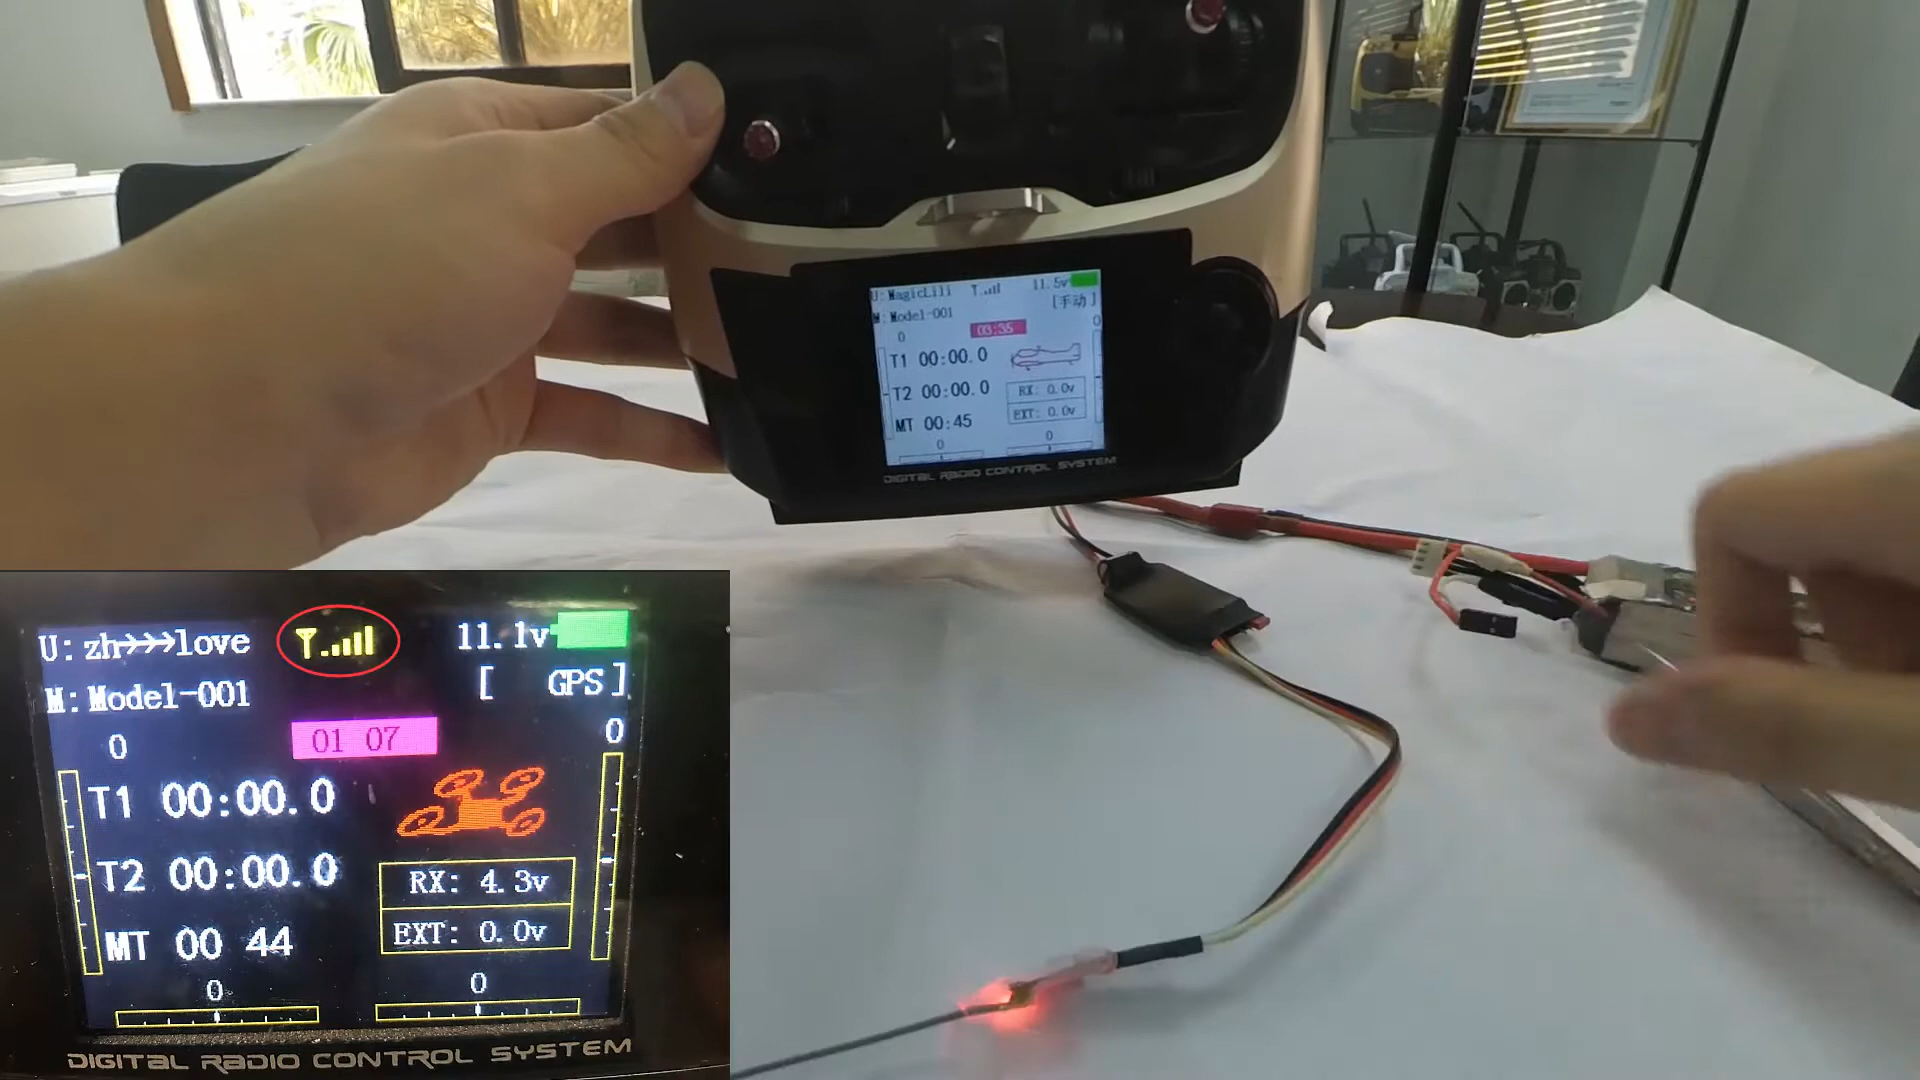 U: MagicLili 11.5v
M: Model-001 [手动]
0 03:35 0
T1 00:00.0
T2 00:00.0 RX: 0.0v
EXT: 0.0v
MT 00:45
0 0
DIGITAL RADIO CONTROL SYSTEM
U: zh>>>love 11.1v
M: Model-001 [ GPS]
0 01 07 0
T1 00:00.0
T2 00:00.0 RX: 4.3v
MT 00 44 EXT: 0.0v
0 0
DIGITAL RADIO CONTROL SYSTEM